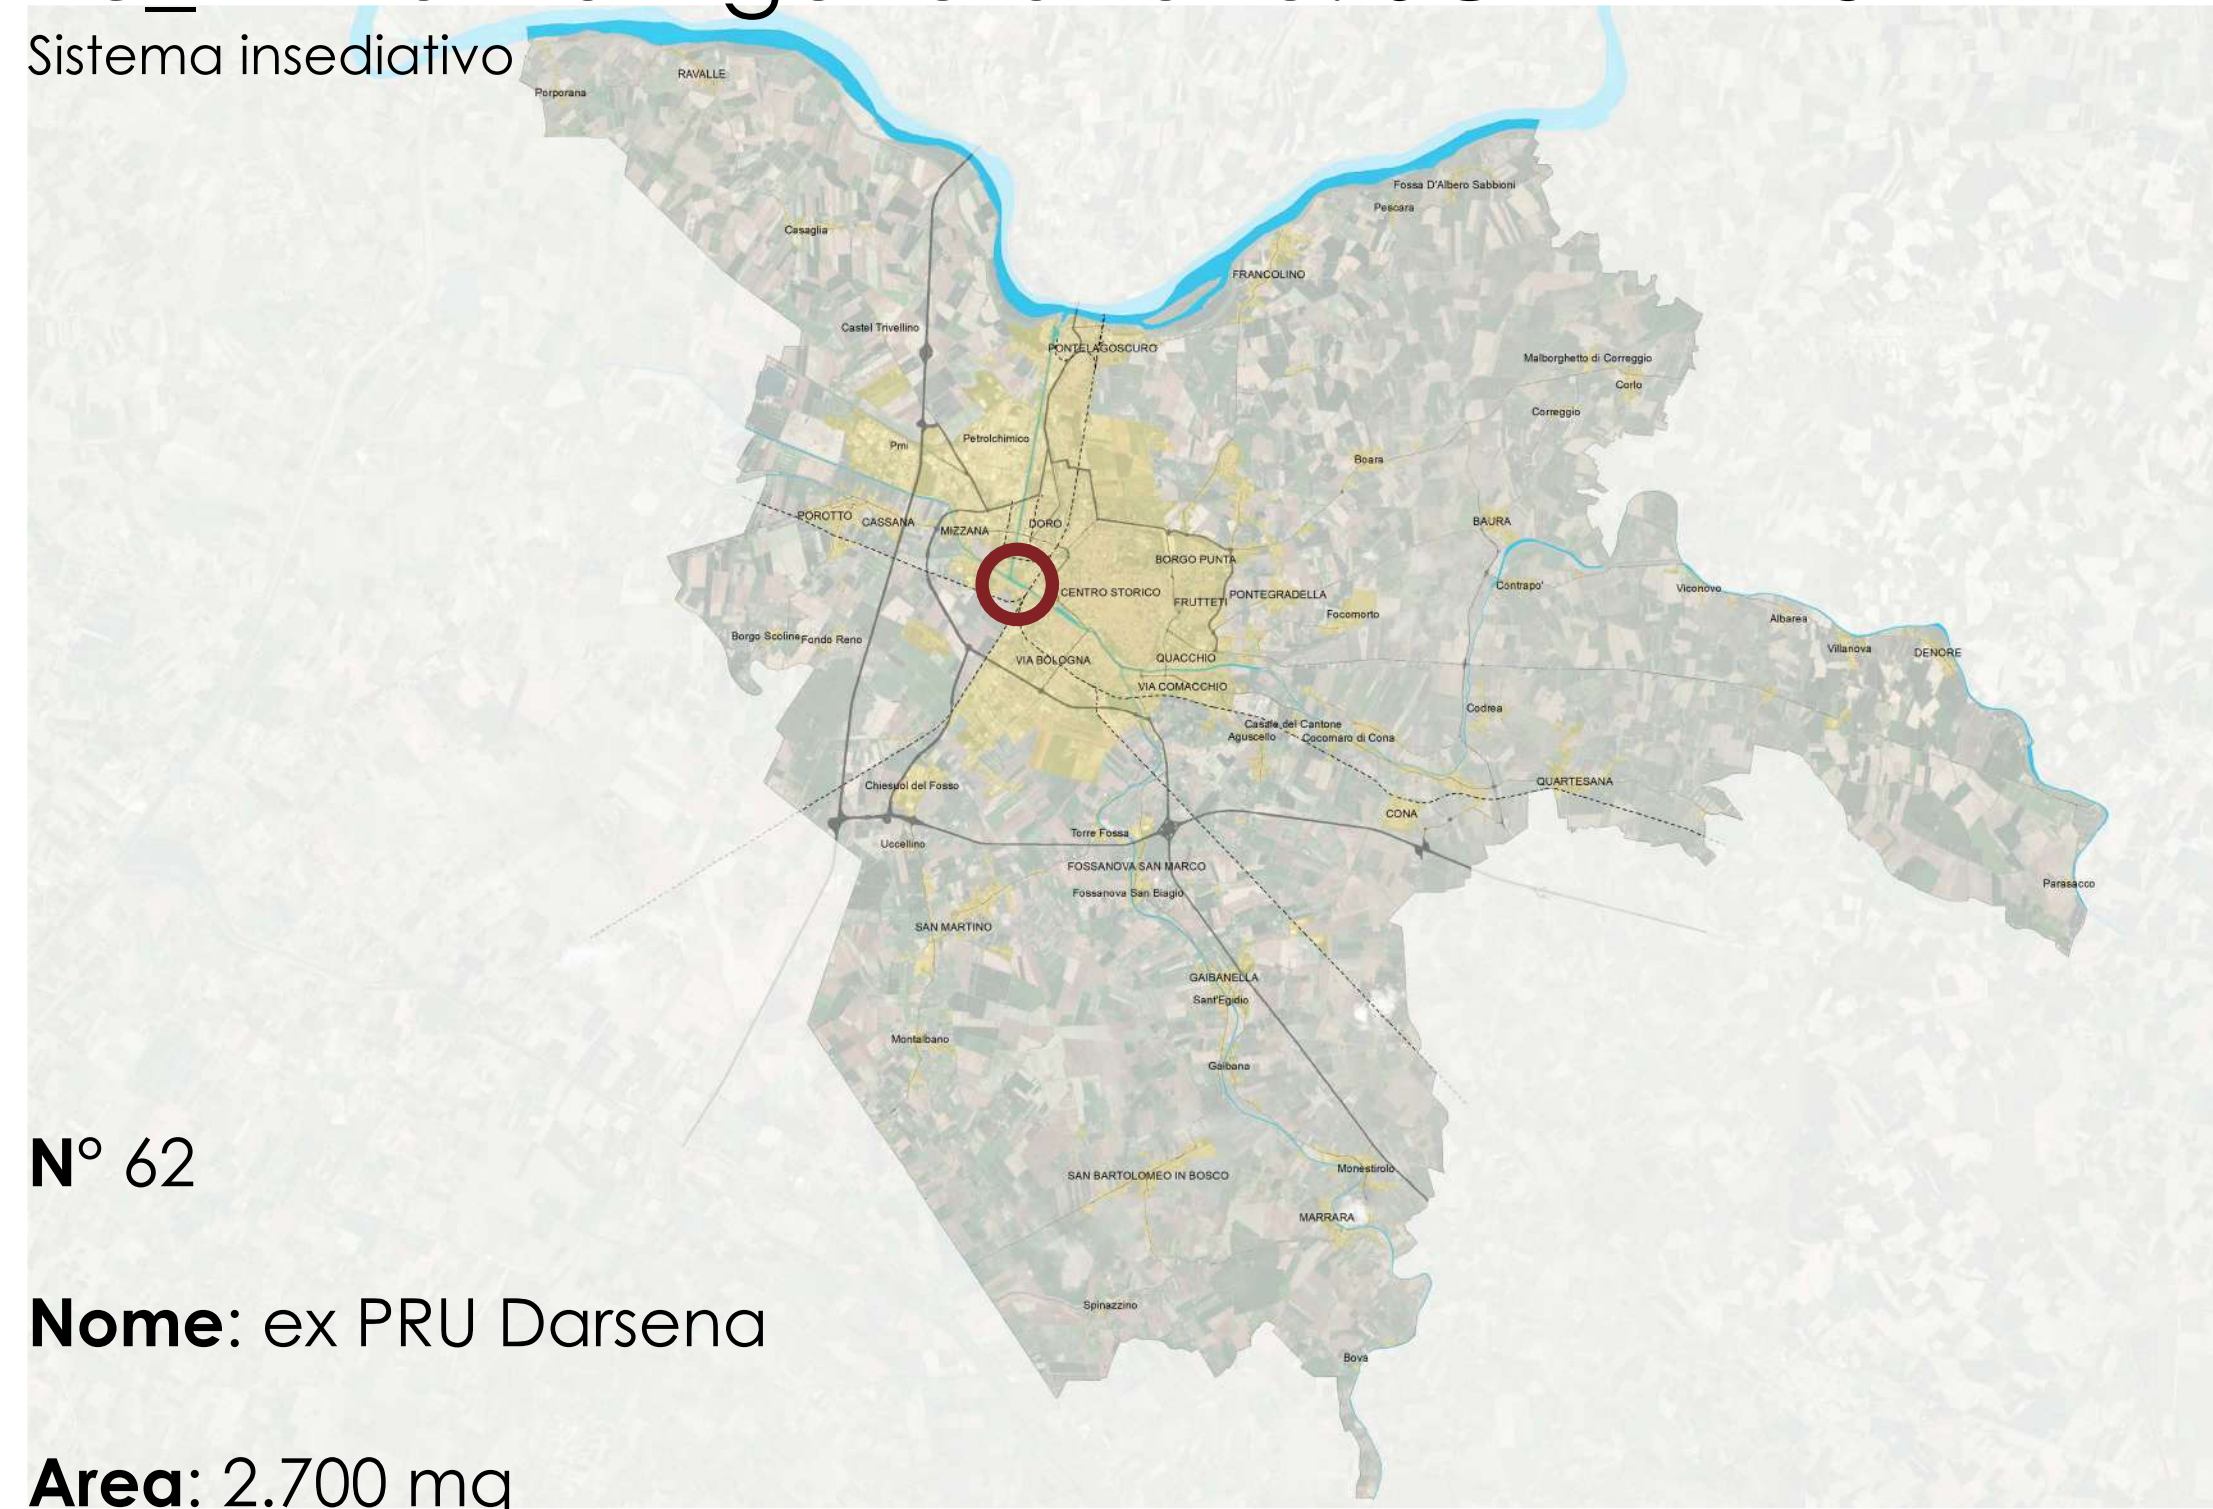 Sistema insediativo
RAVALLE
Porporana
Fossa D'Albero Sabbioni
Pescara
Casaglia
FRANCOLINO
Castel Trivellino
PONTELAGOSCURO
Malborghetto di Correggio
Corlo
Correggio
Petrolchimico
Pmi
Boara
POROTTO
CASSANA
MIZZANA
DORO
BAURA
BORGO PUNTA
CENTRO STORICO
FRUTTETI
PONTEGRADELLA
Contrapo'
Viconovo
Focomorto
Albarea
Borgo Scoline
Fondo Reno
Villanova
DENORE
VIA BOLOGNA
QUACCHIO
VIA COMACCHIO
Codrea
Casale del Cantone
Aguscello
Cocomaro di Cona
Chiesuol del Fosso
QUARTESANA
CONA
Torre Fossa
Uccellino
FOSSANOVA SAN MARCO
Fossanova San Biagio
Parasacco
SAN MARTINO
GAIBANELLA
Sant'Egidio
Montalbano
Gaibana
N° 62
SAN BARTOLOMEO IN BOSCO
Monestirolo
MARRARA
Spinazzino
Nome: ex PRU Darsena
Bova
Area: 2.700 mq